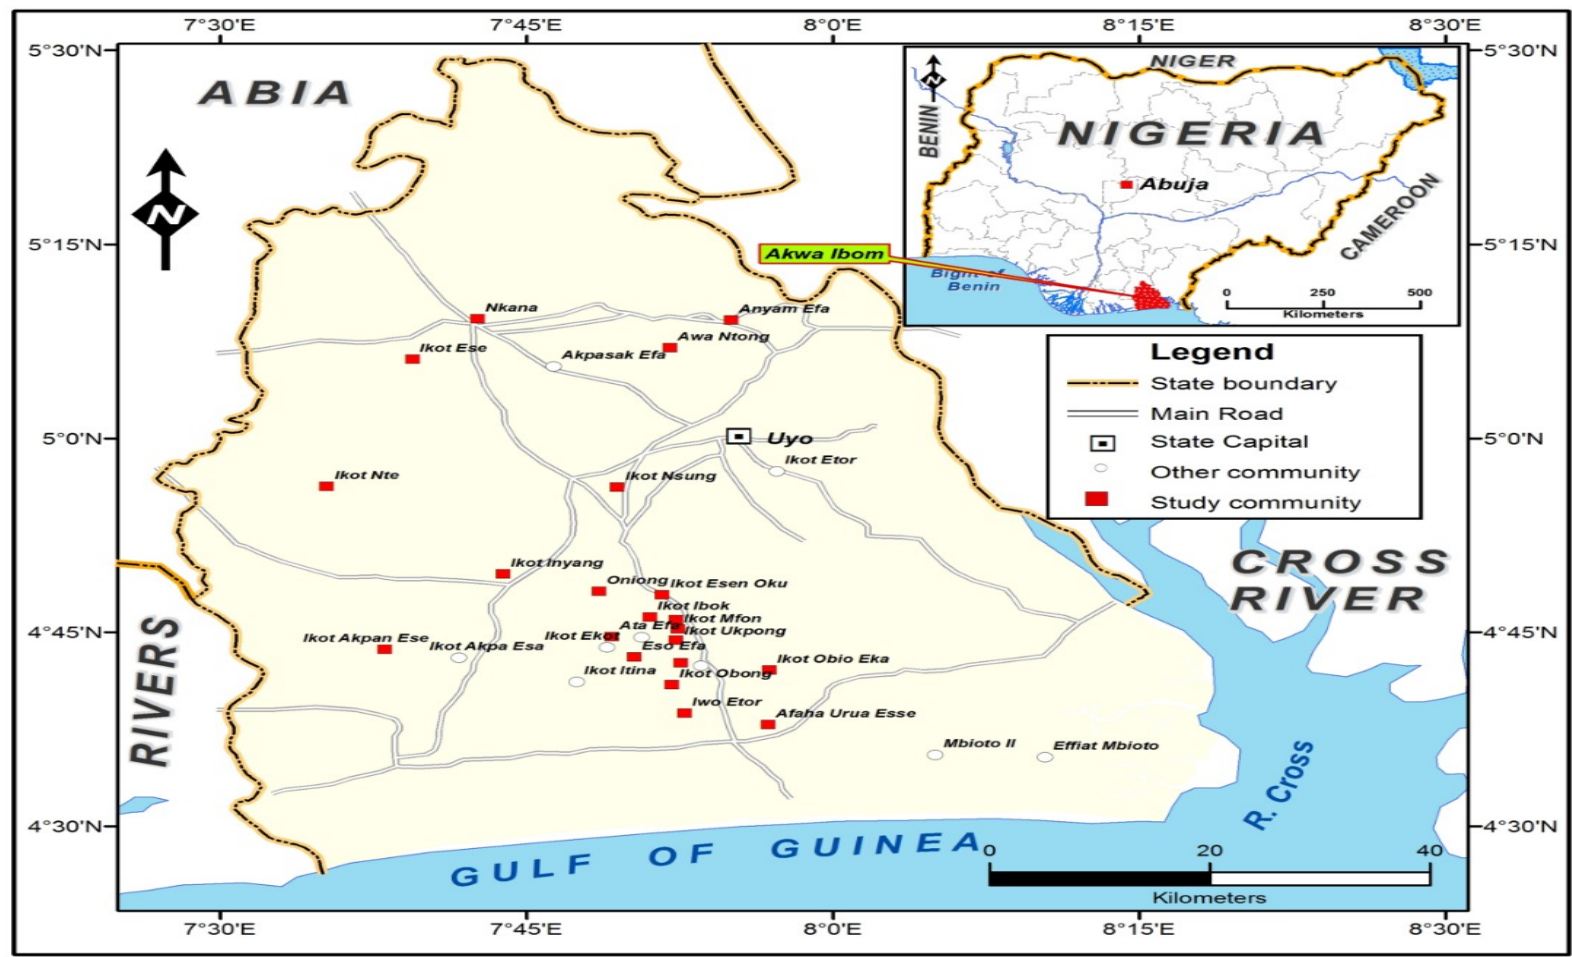 7°30'E 7°45'E 8°0'E 8°15'E 8°30'E
5°30'N
5°30'N
ABIA
N
5°15'N
5°15'N
N
NIGER
BENIN
NIGERIA
Abuja
CAMEROON
Akwa Ibom
Bight of
Benin
0 250 500
Kilometers
Nkana
Anyam Efa
Ikot Ese
Akpasak Efa
Awa Ntong
Legend
State boundary
Main Road
State Capital
Other community
Study community
5°0'N
5°0'N
Uyo
Ikot Etor
Ikot Nte
Ikot Nsung
CROSS
RIVER
Ikot Inyang
Oniong
Ikot Esen Oku
Ikot Ibok
Ikot Mfon
Ata Efa
Ikot Ukpong
4°45'N
4°45'N
RIVERS
Ikot Akpan Ese
Ikot Akpa Esa
Ikot Ekot
Eso Efa
Ikot Itina
Ikot Obong
Ikot Obio Eka
Iwo Etor
Afaha Urua Esse
Mbioto II
Effiat Mbioto
R. Cross
4°30'N
4°30'N
GULF OF GUINEA
0 20 40
Kilometers
7°30'E 7°45'E 8°0'E 8°15'E 8°30'E